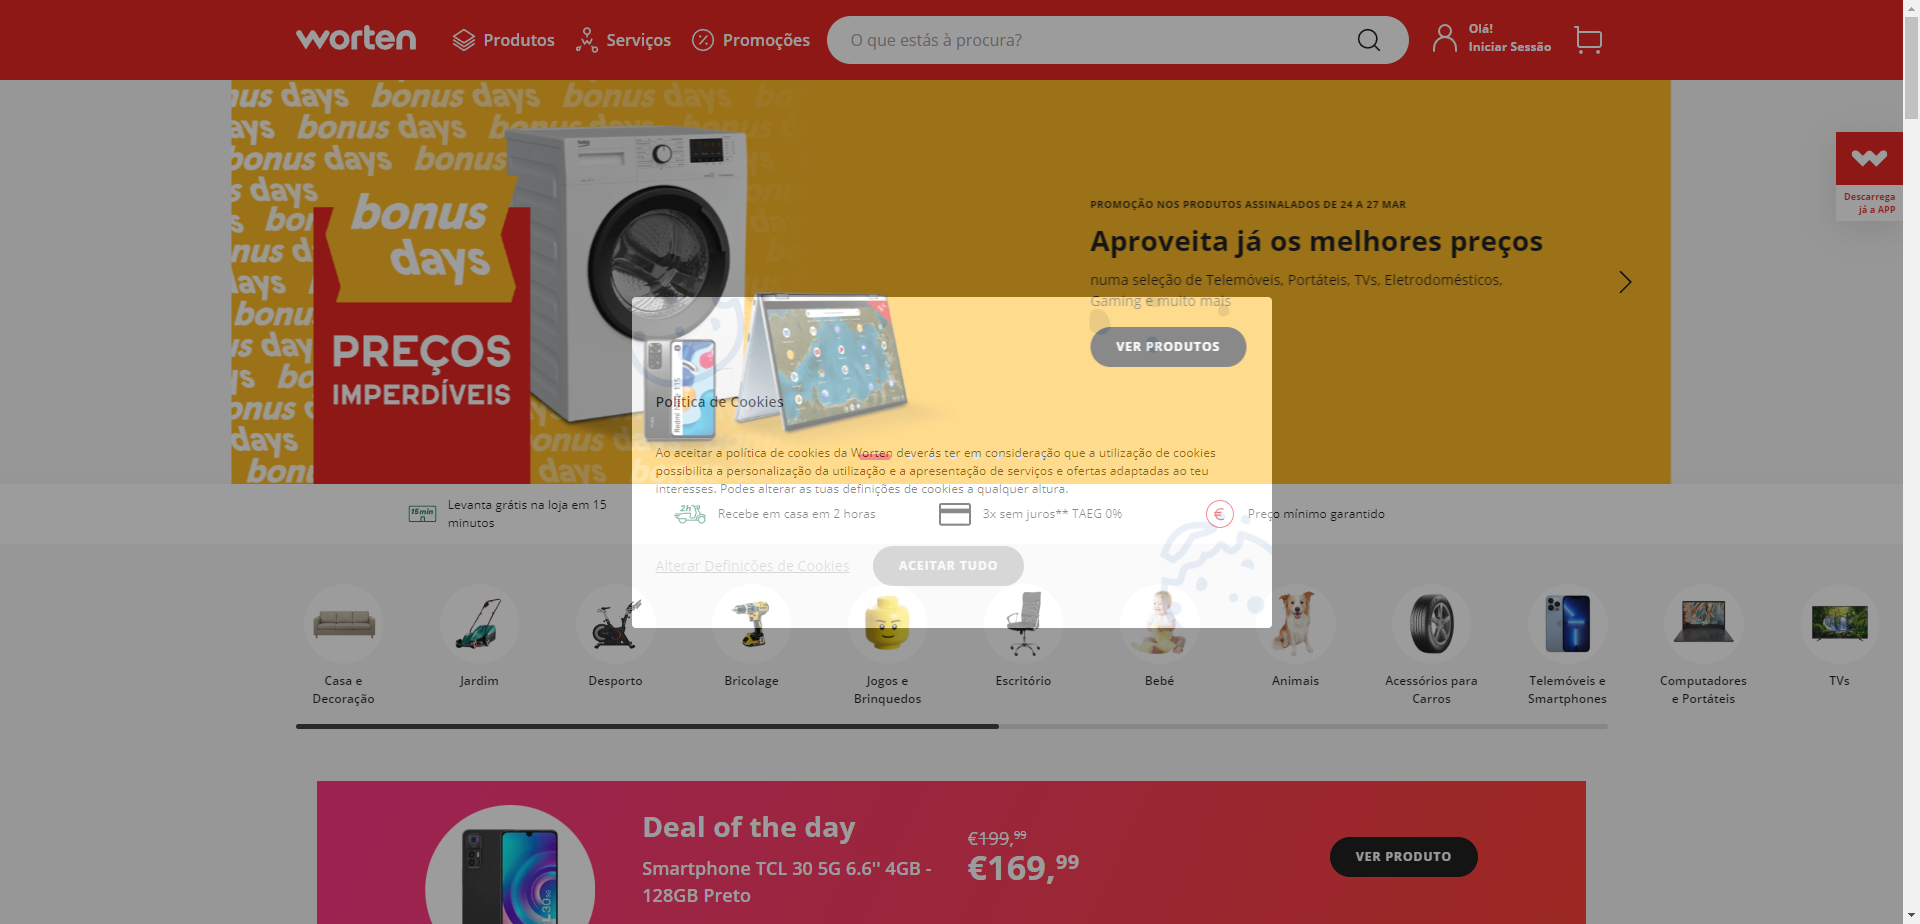 worten
Produtos
Serviços
Promoções
O que estás à procura?
Olá!
Iniciar Sessão
Descarrega
já a APP
bonus
days
PREÇOS
IMPERDÍVEIS
PROMOÇÃO NOS PRODUTOS ASSINALADOS DE 24 A 27 MAR
Aproveita já os melhores preços
numa seleção de Telemóveis, Portáteis, TVs, Eletrodomésticos,
Gaming e muito mais
VER PRODUTOS
Política de Cookies
Ao aceitar a política de cookies da Worten deverás ter em consideração que a utilização de cookies
possibilita a personalização da utilização e a apresentação de serviços e ofertas adaptadas ao teu
interesses. Podes alterar as tuas definições de cookies a qualquer altura.
Alterar Definições de Cookies
ACEITAR TUDO
15 min
Levanta grátis na loja em 15
minutos
2h
Recebe em casa em 2 horas
3x sem juros** TAEG 0%
€
Preço mínimo garantido
Casa e
Decoração
Jardim
Desporto
Bricolage
Jogos e
Brinquedos
Escritório
Bebé
Animais
Acessórios para
Carros
Telemóveis e
Smartphones
Computadores
e Portáteis
TVs
Deal of the day
Smartphone TCL 30 5G 6.6'' 4GB -
128GB Preto
€199,99
€169,99
VER PRODUTO